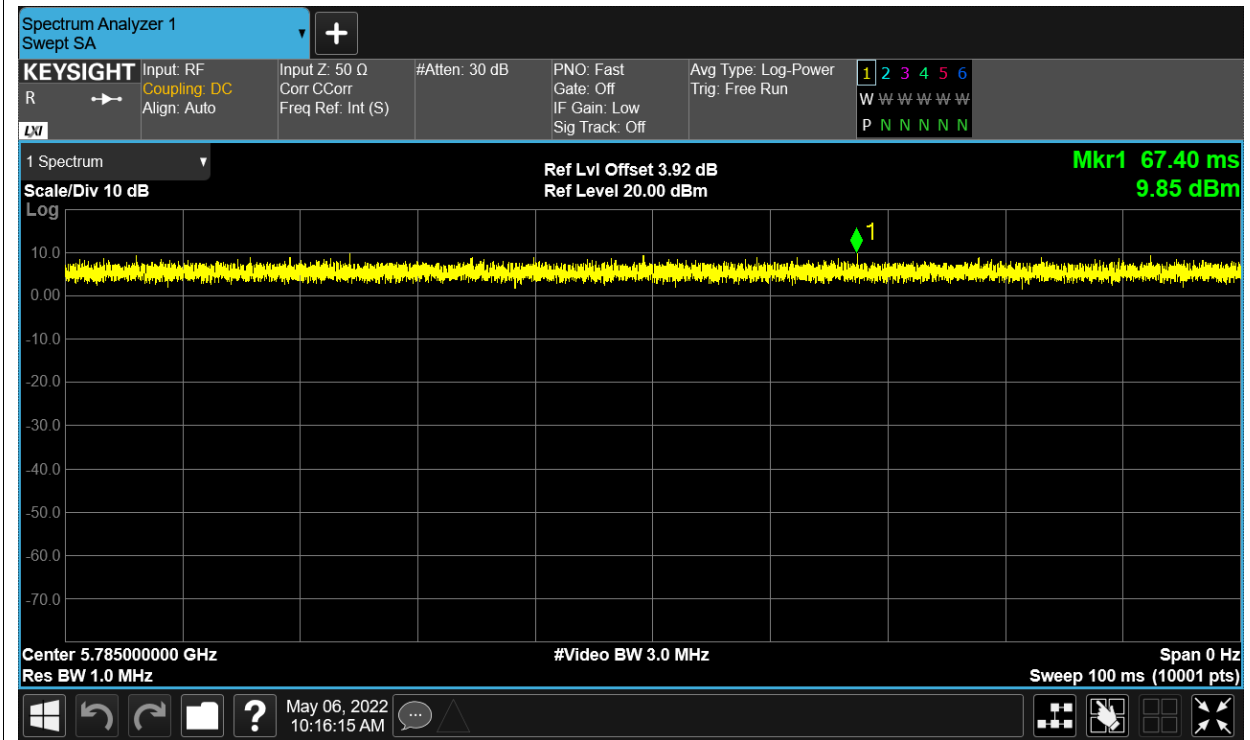 Spectrum Analyzer 1
Swept SA
KEYSIGHT
R
LXI
Input: RF
Coupling: DC
Align: Auto
Input Z: 50 Ω
Corr CCorr
Freq Ref: Int (S)
#Atten: 30 dB
PNO: Fast
Gate: Off
IF Gain: Low
Sig Track: Off
Avg Type: Log-Power
Trig: Free Run
1 2 3 4 5 6
W W W W W W
P N N N N N
1 Spectrum
Scale/Div 10 dB
Ref Lvl Offset 3.92 dB
Ref Level 20.00 dBm
Mkr1 67.40 ms
9.85 dBm
Log
1
10.0
0.00
-10.0
-20.0
-30.0
-40.0
-50.0
-60.0
-70.0
Center 5.785000000 GHz
#Video BW 3.0 MHz
Span 0 Hz
Res BW 1.0 MHz
Sweep 100 ms (10001 pts)
?
May 06, 2022
10:16:15 AM